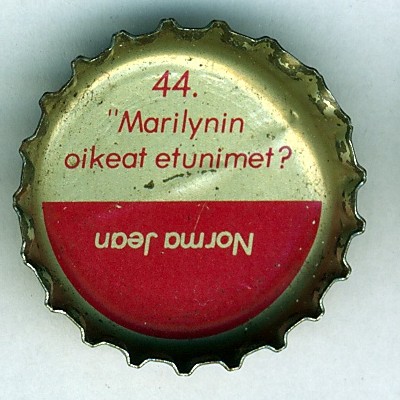 44.
"Marilynin
oikeat etunimet?
Norma Jean